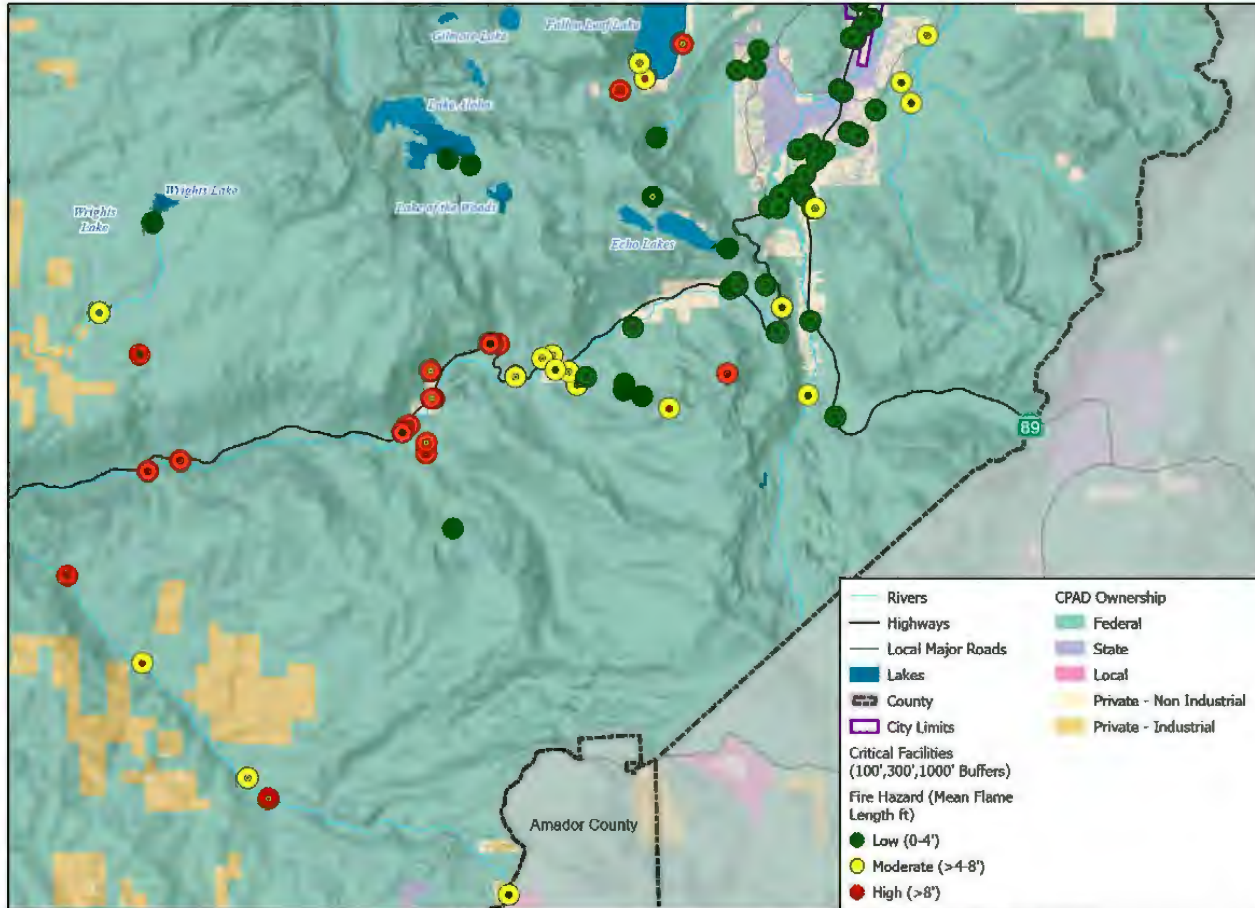 Gilmore Lake
Fallen Leaf Lake
Lake Aloha
Wrights Lake
Wrights
Lake
Lake of the Woods
Echo Lakes
89
Amador County
Rivers
Highways
Local Major Roads
Lakes
County
City Limits
Critical Facilities
(100',300',1000' Buffers)
Fire Hazard (Mean Flame
Length ft)
Low (0-4')
Moderate (>4-8')
High (>8')
CPAD Ownership
Federal
State
Local
Private - Non Industrial
Private - Industrial